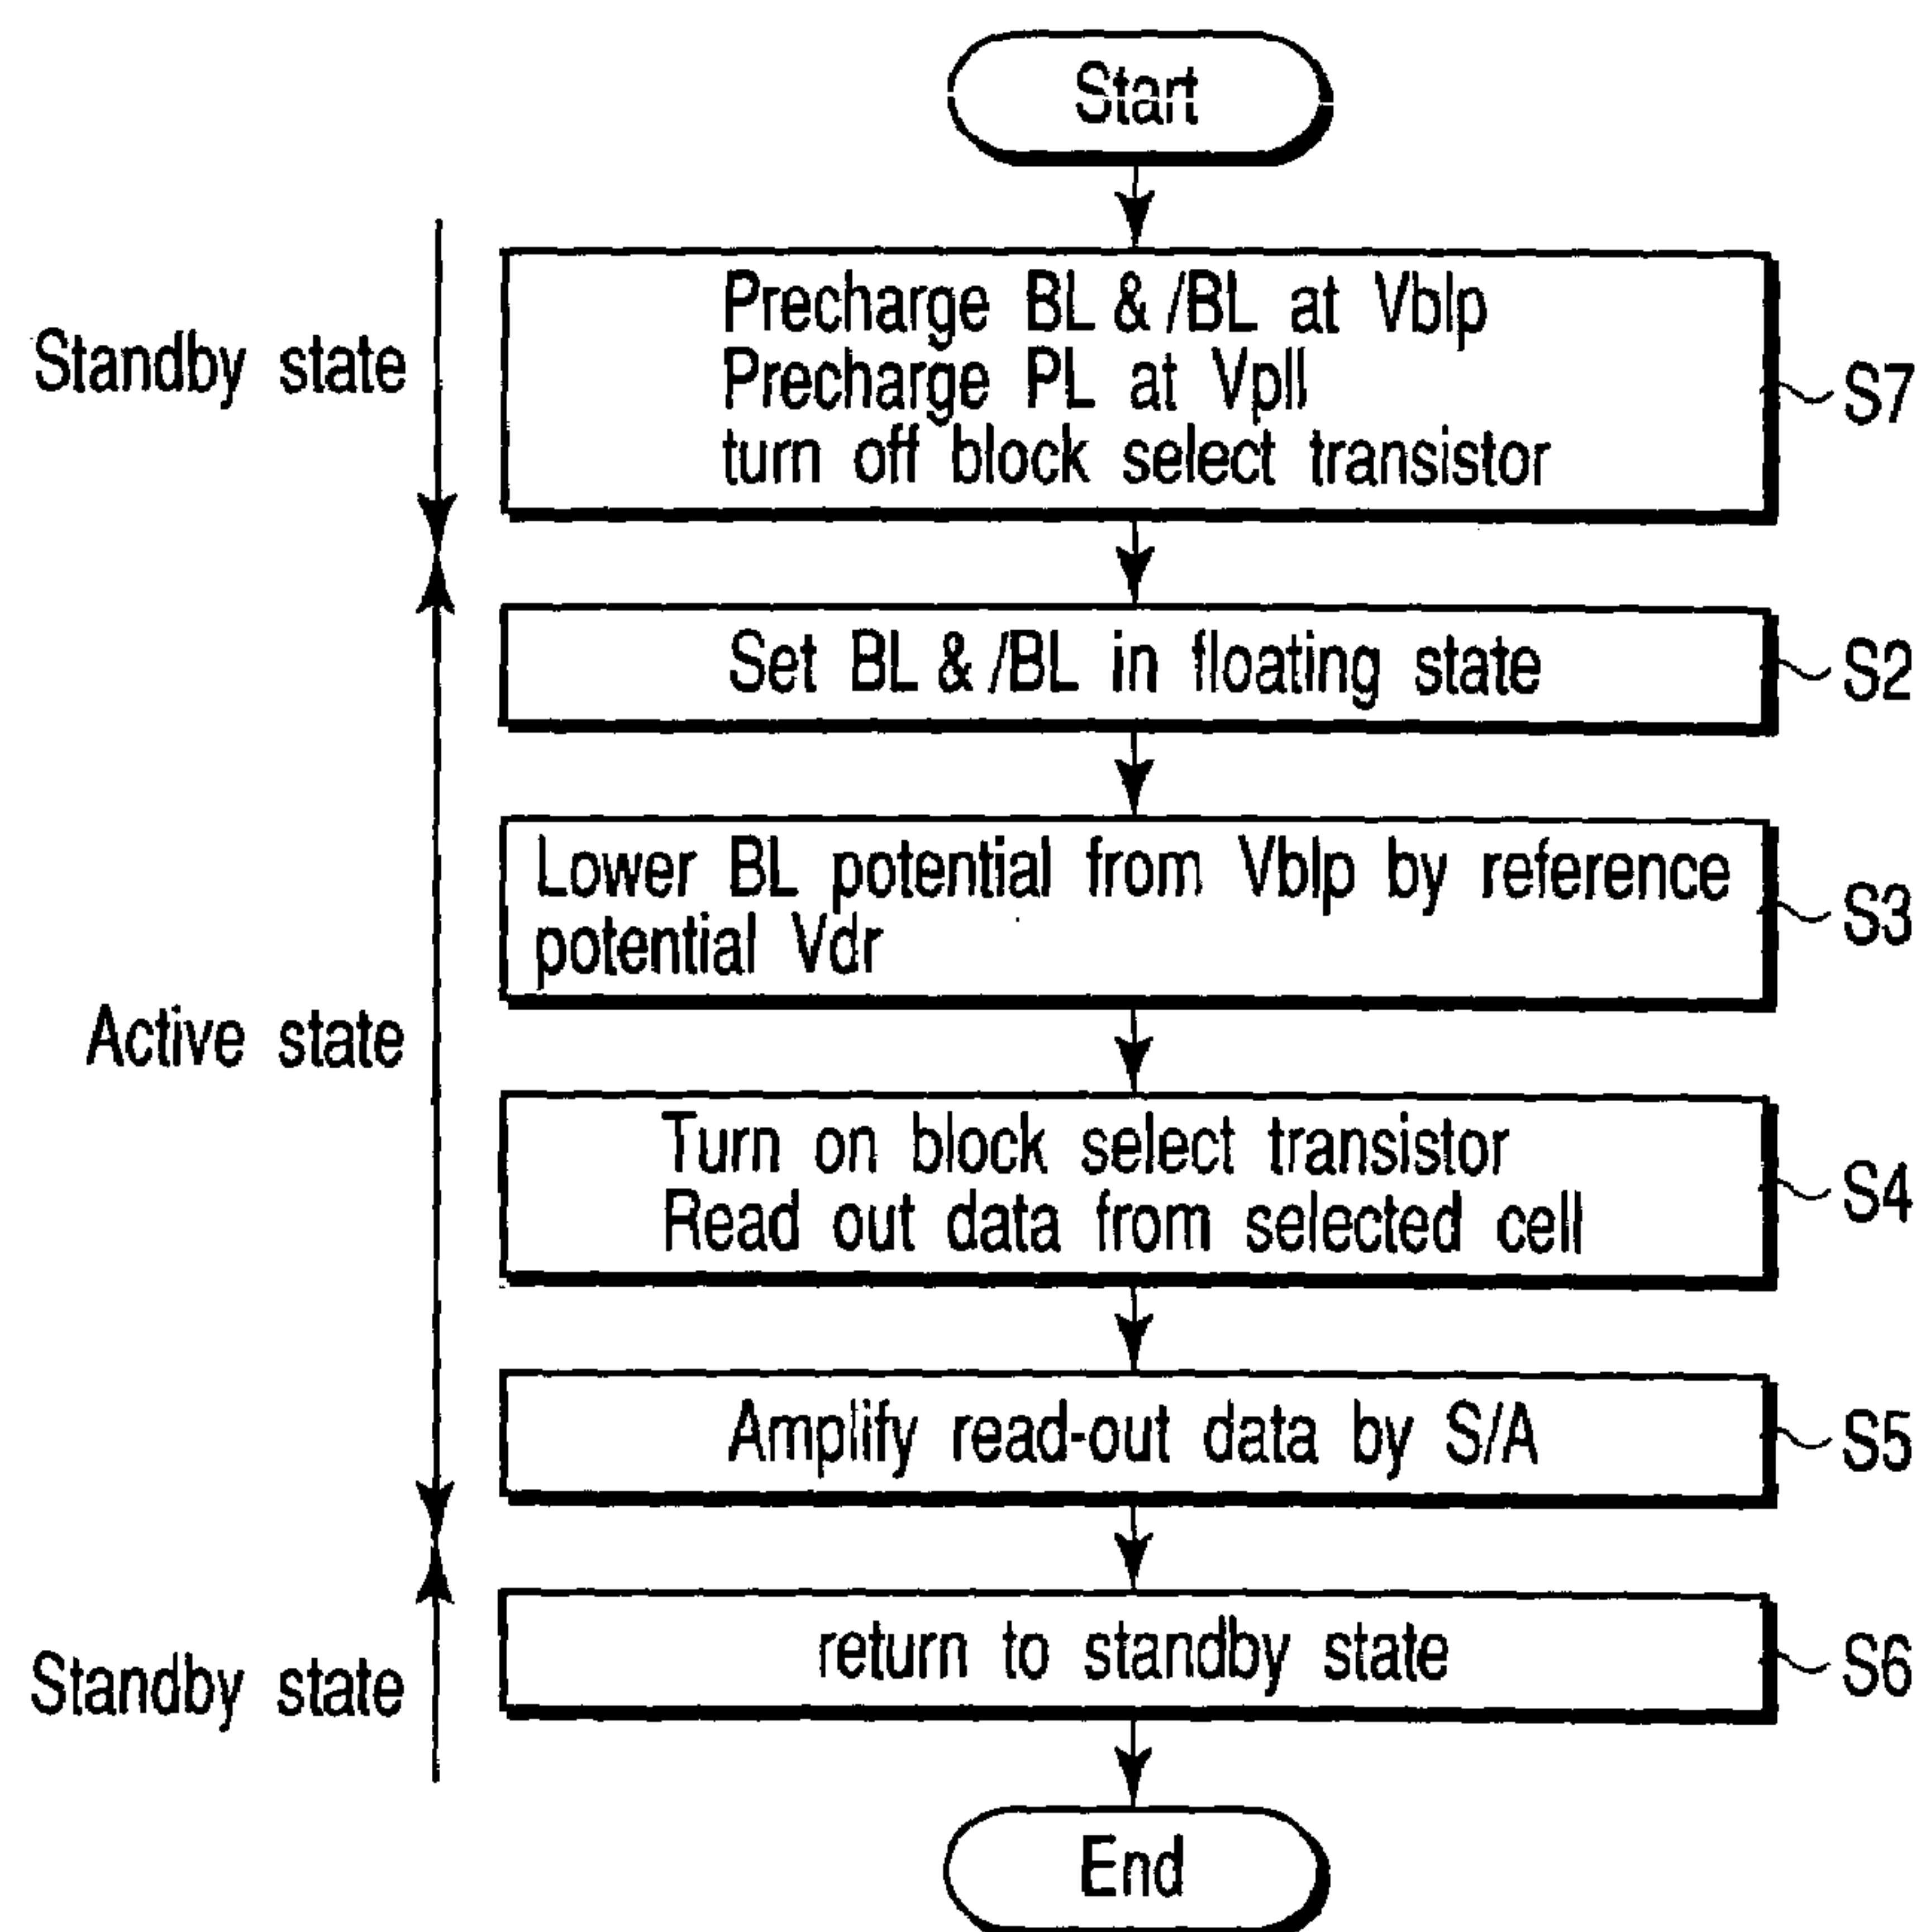 Start
Standby state
Precharge BL & /BL at Vblp
Precharge PL at Vpll
turn off block select transistor
S7
Set BL & /BL in floating state
S2
Lower BL potential from Vblp by reference
potential Vdr
S3
Active state
Turn on block select transistor
Read out data from selected cell
S4
Amplify read-out data by S/A
S5
Standby state
return to standby state
S6
End